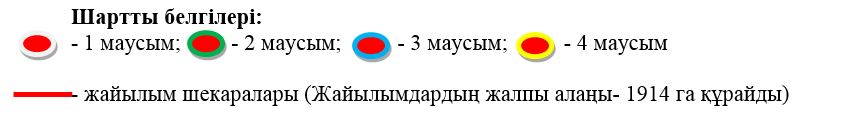 Шартты белгілері:
- 1 маусым; - 2 маусым; - 3 маусым; - 4 маусым
- жайылым шекаралары (Жайылымдардың жалпы алаңы- 1914 га құрайды)